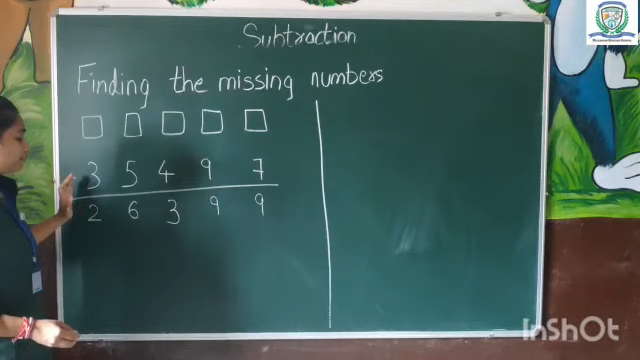 Subtraction
Finding the missing numbers
3 5 4 9 7
2 6 3 9 9
InShOt